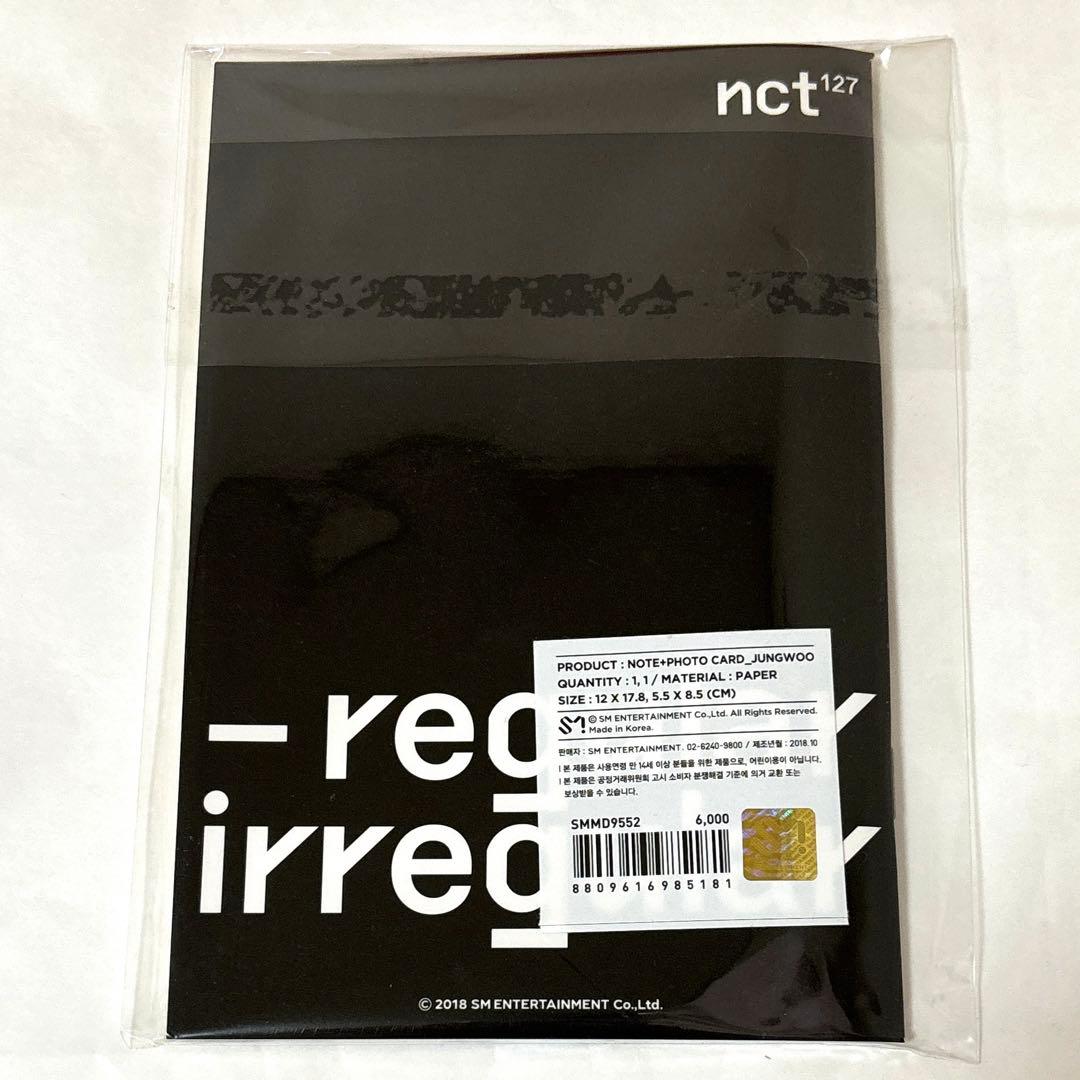 nct127
PRODUCT : NOTE+PHOTO CARD_JUNGWOO
QUANTITY : 1, 1 / MATERIAL : PAPER
SIZE : 12 X 17.8, 5.5 X 8.5 (CM)
SM! © SM ENTERTAINMENT Co.,Ltd. All Rights Reserved.
Made in Korea.
판매자 : SM ENTERTAINMENT. 02-6240-9800 / 제조년월 : 2018.10
l 본 제품은 사용연령 만 14세 이상 분들을 위한 제품으로, 어린이용이 아닙니다.
l 본 제품은 공정거래위원회 고시 소비자 분쟁해결 기준에 의거 교환 또는
보상받을 수 있습니다.
SMMD9552 6,000
8809616985181
SM!
© 2018 SM ENTERTAINMENT Co.,Ltd.